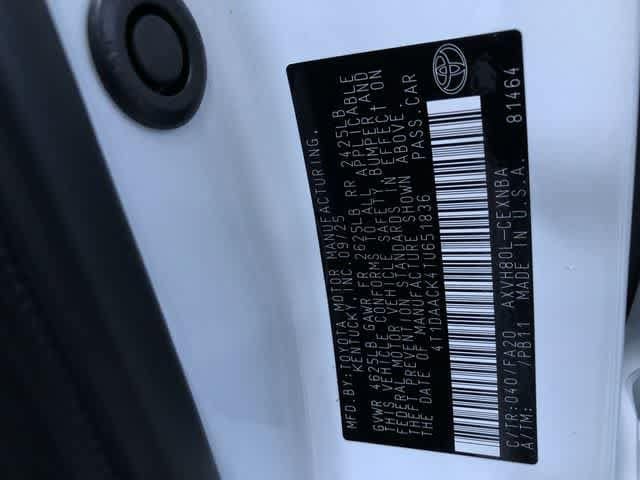 MFD.BY:TOYOTA MOTOR MANUFACTURING,
KENTUCKY, INC. 09/25
GVWR 4625LB GAWR FR 2625LB RR 2425LB
THIS VEHICLE CONFORMS TO ALL APPLICABLE
FEDERAL MOTOR VEHICLE SAFETY, BUMPER, AND
THEFT PREVENTION STANDARDS IN EFFECT ON
THE DATE OF MANUFACTURE SHOWN ABOVE.
4T1DAACK4TU651836 PASS.CAR
C/TR:040/FA20 AXVH80L-CEXNBA
A/TM: /PB11 MADE IN U.S.A. 81464